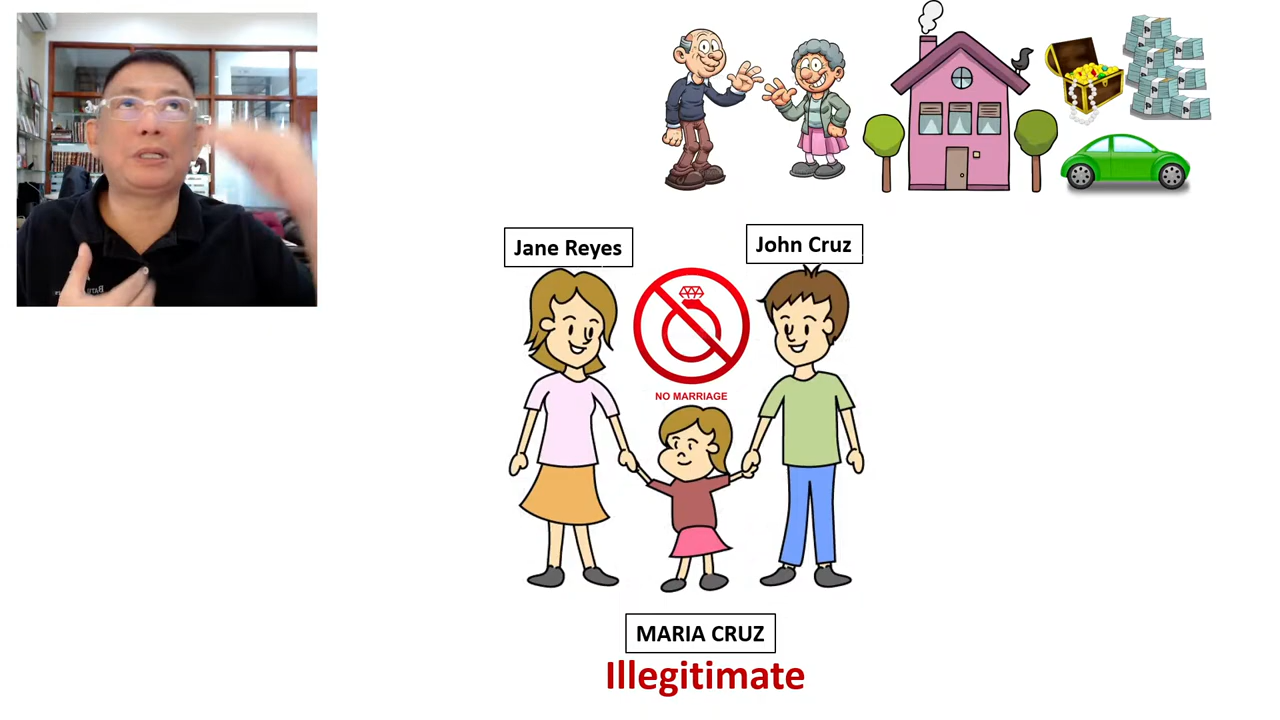 Jane Reyes
John Cruz
NO MARRIAGE
MARIA CRUZ
Illegitimate